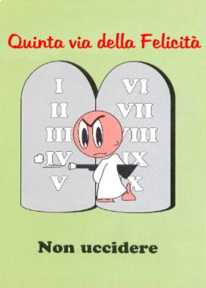 Quinta via della Felicità
I VI
II VII
III VIII
IV IX
V X
Non uccidere